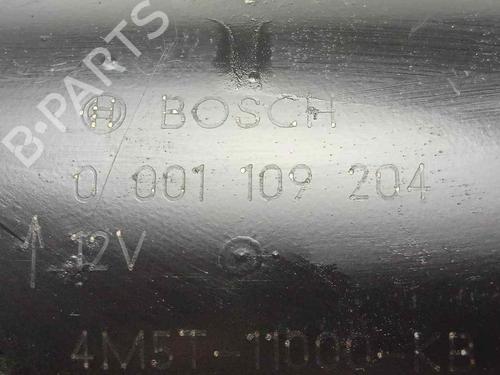 B-PARTS
BOSCH
0 001 109 204
12V
4M5T-11000-KB